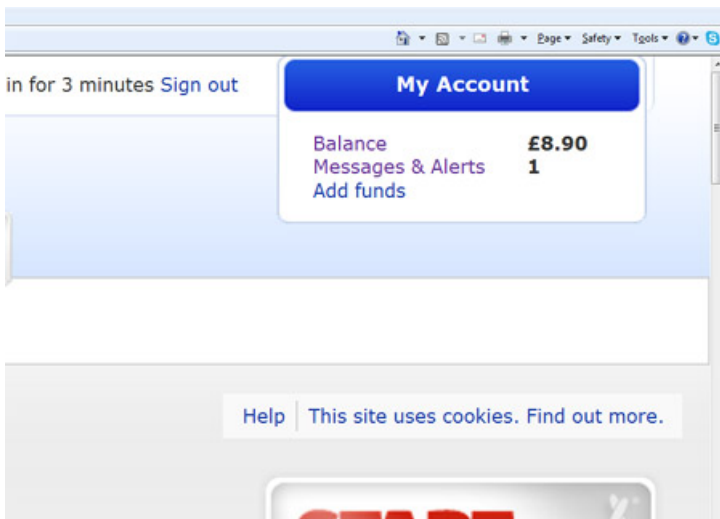 Page Safety Tools
in for 3 minutes Sign out
My Account
Balance £8.90
Messages & Alerts 1
Add funds
Help This site uses cookies. Find out more.
START